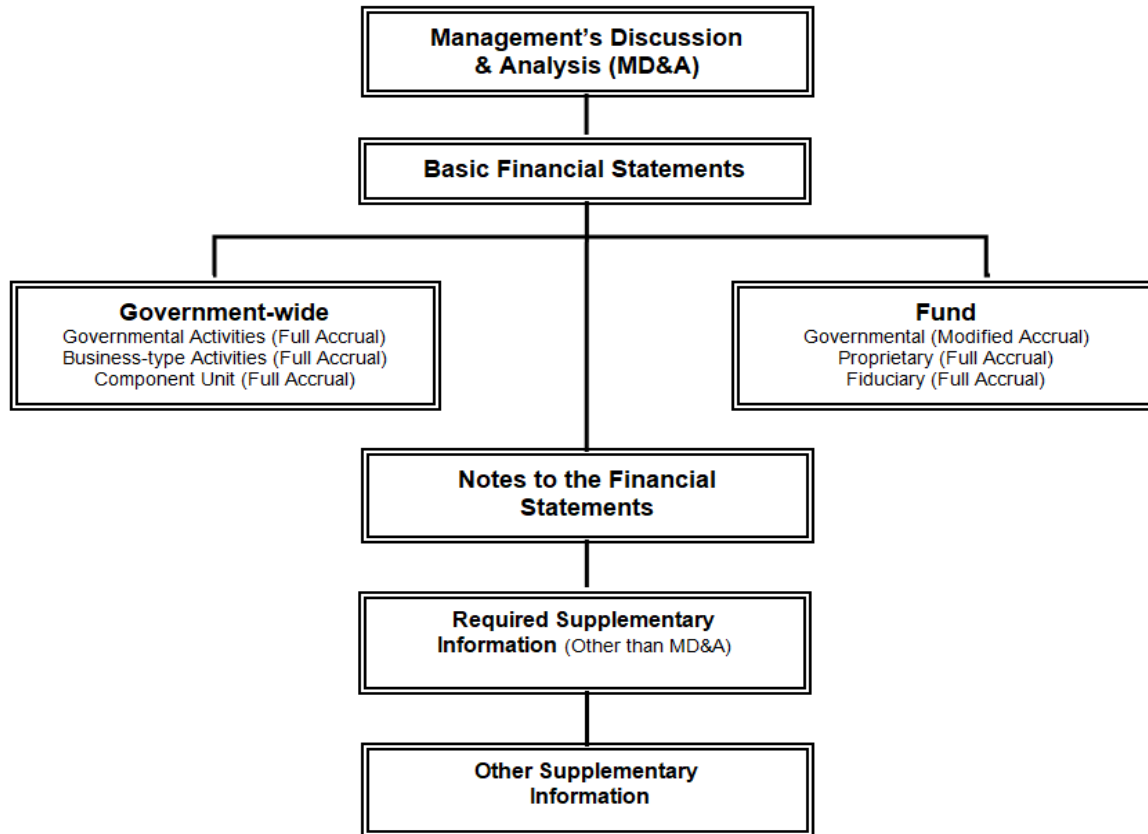 Management’s Discussion
& Analysis (MD&A)
Basic Financial Statements
Government-wide
Governmental Activities (Full Accrual)
Business-type Activities (Full Accrual)
Component Unit (Full Accrual)
Fund
Governmental (Modified Accrual)
Proprietary (Full Accrual)
Fiduciary (Full Accrual)
Notes to the Financial
Statements
Required Supplementary
Information (Other than MD&A)
Other Supplementary
Information